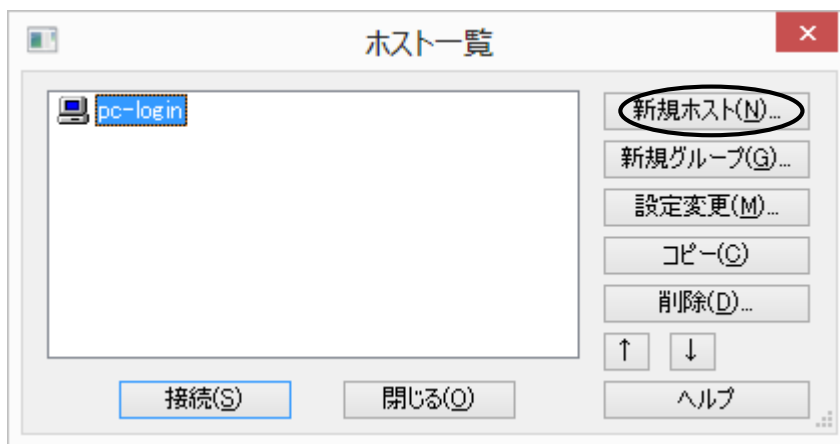 ホスト一覧
pc-login
新規ホスト(N)...
新規グループ(G)...
設定変更(M)...
コピー(C)
削除(D)...
↑ ↓
接続(S) 閉じる(O) ヘルプ